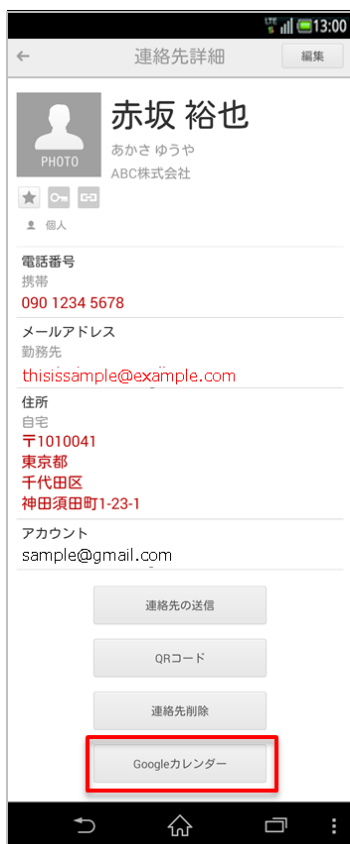 LTE 13:00
連絡先詳細
編集
赤坂 裕也
あかさ ゆうや
ABC株式会社
PHOTO
個人
電話番号
携帯
090 1234 5678
メールアドレス
勤務先
thisissample@example.com
住所
自宅
〒1010041
東京都
千代田区
神田須田町1-23-1
アカウント
sample@gmail.com
連絡先の送信
QRコード
連絡先削除
Googleカレンダー